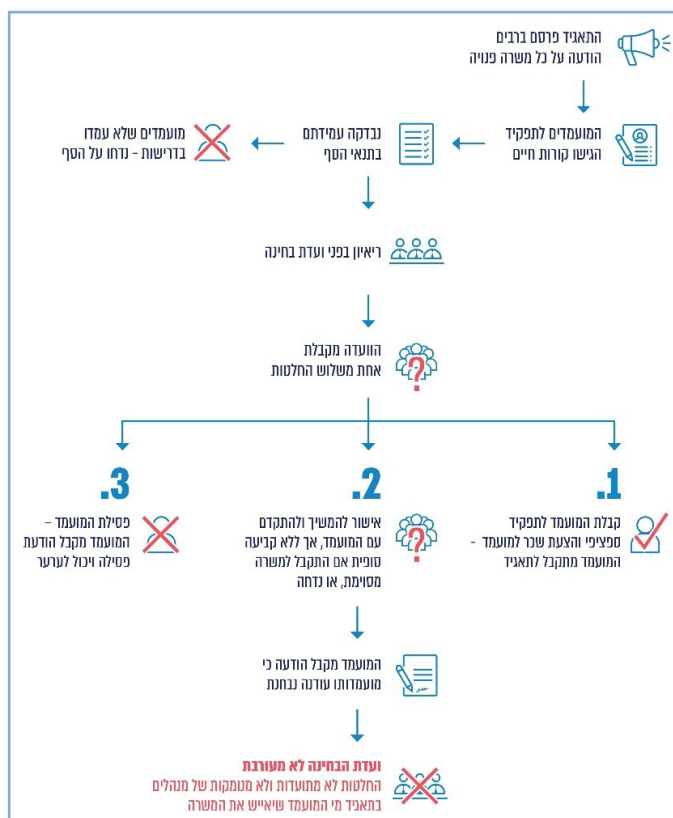 התאגיד פרסם ברבים
הודעה על כל משרה פנויה
המועמדים לתפקיד
הגישו קורות חיים
נבדקה עמידתם
בתנאי הסף
מועמדים שלא עמדו
בדרישות - נדחו על הסף
ריאיון בפני ועדת בחינה
הוועדה מקבלת
אחת משלוש החלטות
?
.1
קבלת המועמד לתפקיד
ספציפי והצעת שכר למועמד -
המועמד מתקבל לתאגיד
.2
אישור להמשיך ולהתקדם
עם המועמד, אך ללא קביעה
סופית אם התקבל למשרה
מסוימת, או נדחה
?
המועמד מקבל הודעה כי
מועמדותו עודנה נבחנת
ועדת הבחינה לא מעורבת
החלטות לא מתועדות ולא מנומקות של מנהלים
בתאגיד מי המועמד שיאייש את המשרה
.3
פסילת המועמד –
המועמד מקבל הודעת
פסילה ויכול לערער